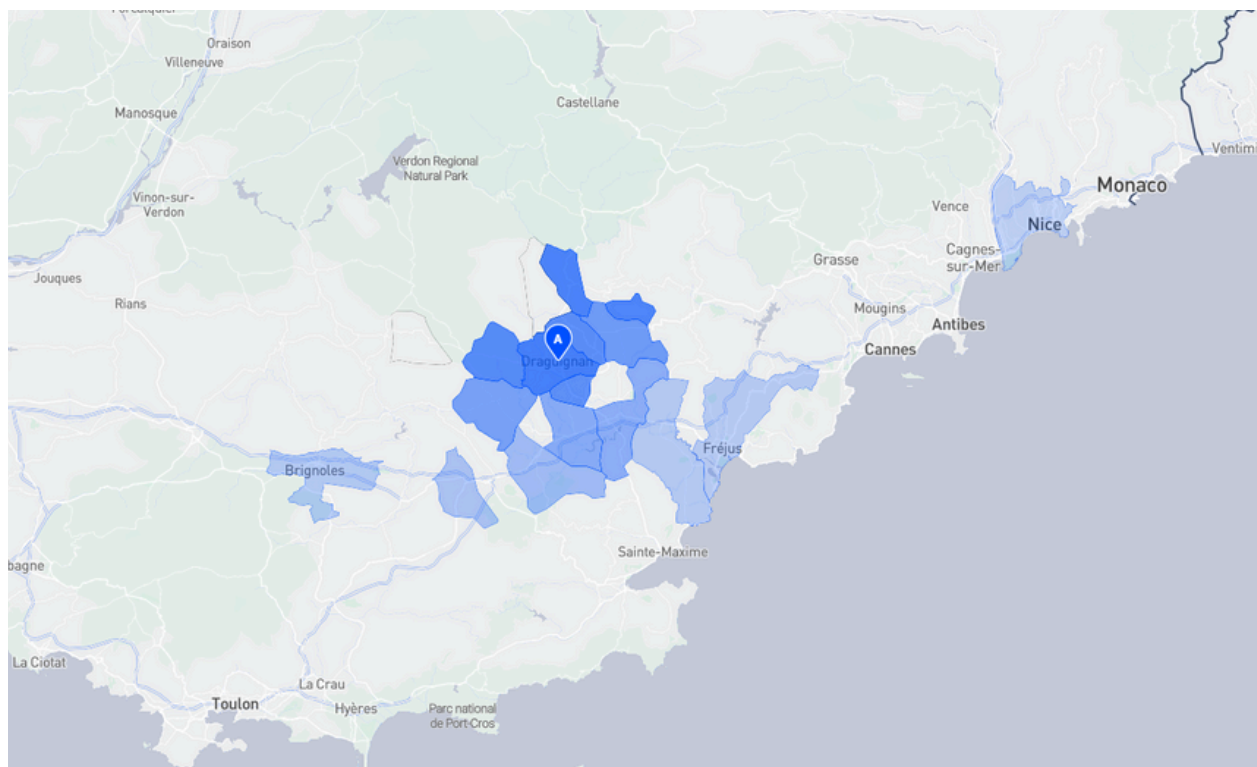 Oraison
Villeneuve
Castellane
Manosque
Ventimi
Verdon Regional
Natural Park
Monaco
Vinon-sur-
Verdon
Vence
Nice
Cagnes-
sur-Mer
Grasse
Jouques
Rians
Mougins
Antibes
A
Cannes
Draguignan
Fréjus
Brignoles
Sainte-Maxime
bagne
La Ciotat
La Crau
Toulon
Hyères
Parc national
de Port-Cros